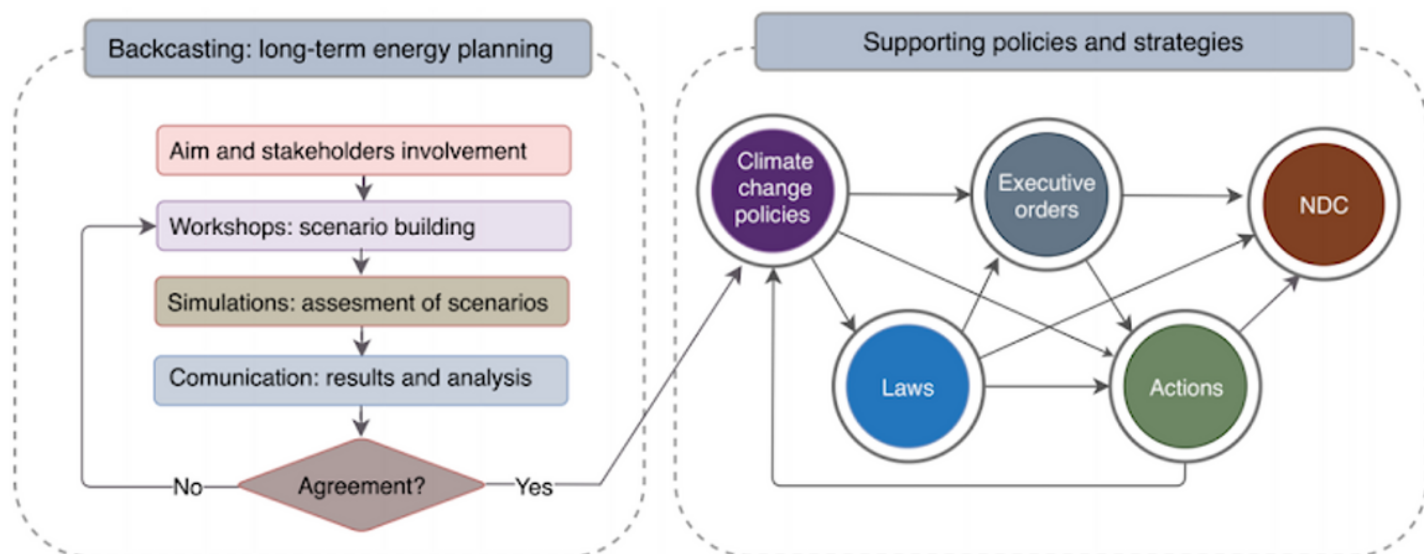 Backcasting: long-term energy planning
Aim and stakeholders involvement
Workshops: scenario building
Simulations: assesment of scenarios
Comunication: results and analysis
Agreement?
No
Yes
Supporting policies and strategies
Climate
change
policies
Executive
orders
NDC
Laws
Actions